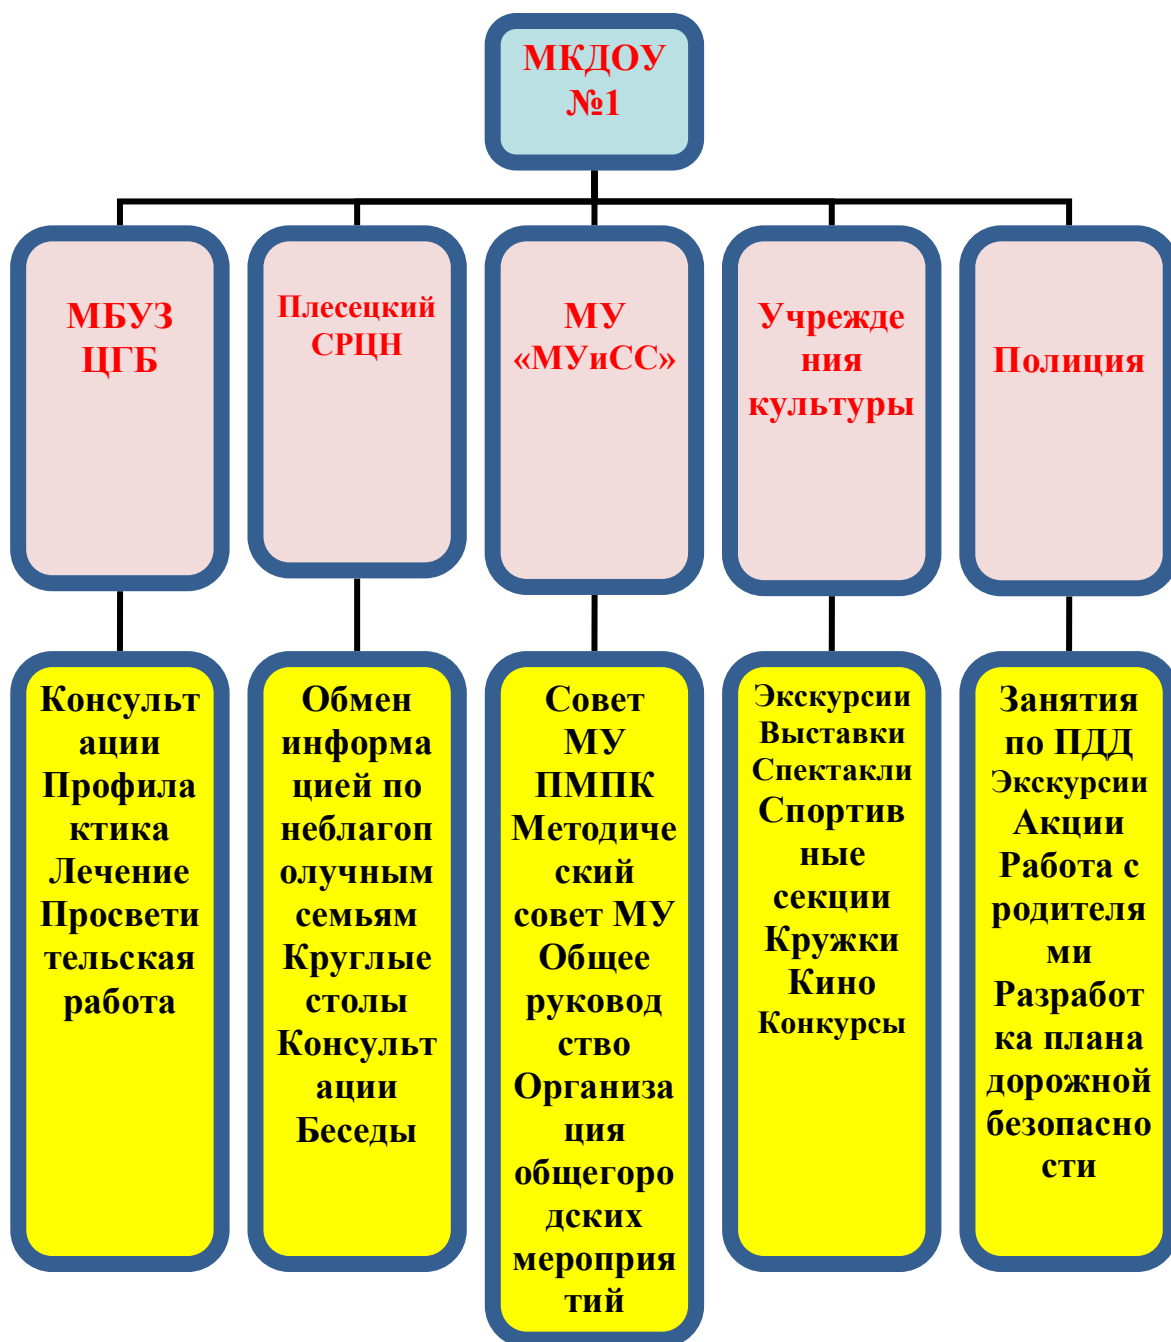 МКДОУ
№1
МБУЗ
ЦГБ
Плесецкий
СРЦН
МУ
«МУиСС»
Учрежде
ния
культуры
Полиция
Консульт
ации
Профила
ктика
Лечение
Просвети
тельская
работа
Обмен
информа
цией по
неблагоп
олучным
семьям
Круглые
столы
Консульт
ации
Беседы
Совет
МУ
ПМПК
Методиче
ский
совет МУ
Общее
руковод
ство
Организа
ция
общегоро
дских
мероприя
тий
Экскурсии
Выставки
Спектакли
Спортив
ные
секции
Кружки
Кино
Конкурсы
Занятия
по ПДД
Экскурсии
Акции
Работа с
родителя
ми
Разработ
ка плана
дорожной
безопасно
сти